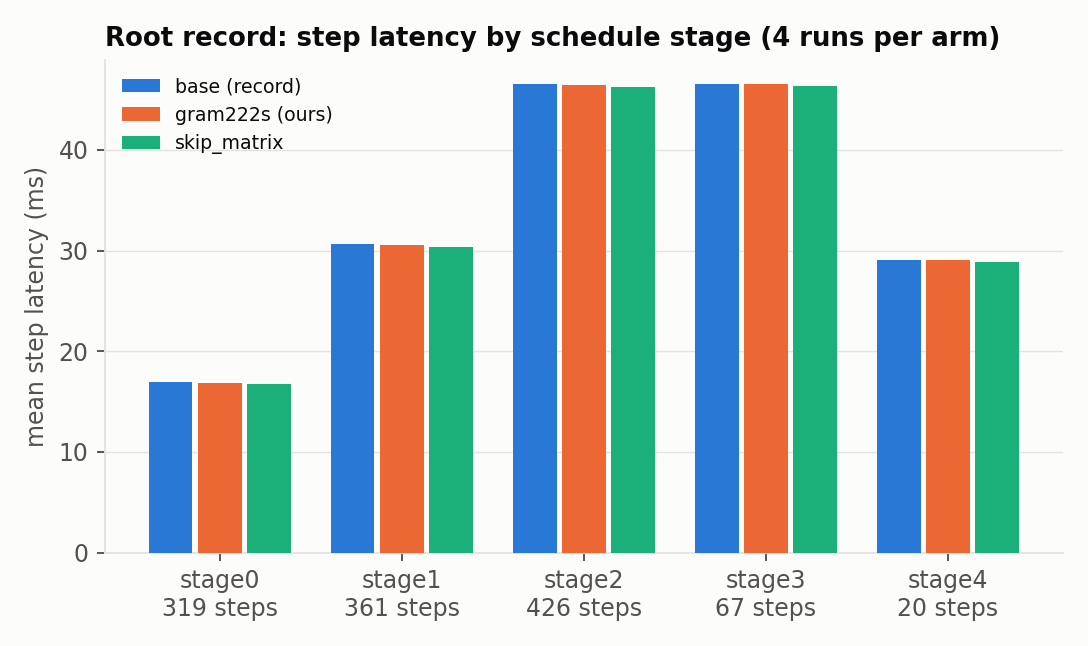 Root record: step latency by schedule stage (4 runs per arm)
base (record)
gram222s (ours)
skip_matrix
mean step latency (ms)
40
30
20
10
0
stage0 stage1 stage2 stage3 stage4
319 steps 361 steps 426 steps 67 steps 20 steps